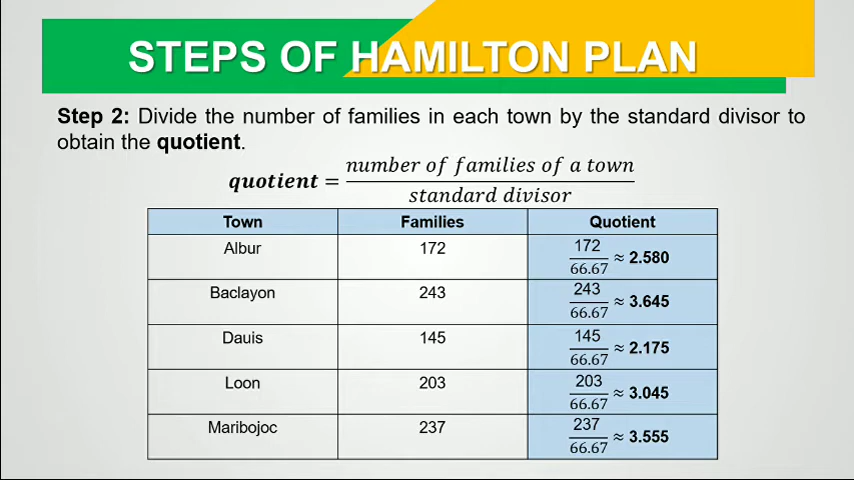 STEPS OF HAMILTON PLAN
Step 2: Divide the number of families in each town by the standard divisor to
obtain the quotient.
quotient = number of families of a town / standard divisor
Town Families Quotient
Albur 172 172/66.67 ≈ 2.580
Baclayon 243 243/66.67 ≈ 3.645
Dauis 145 145/66.67 ≈ 2.175
Loon 203 203/66.67 ≈ 3.045
Maribojoc 237 237/66.67 ≈ 3.555